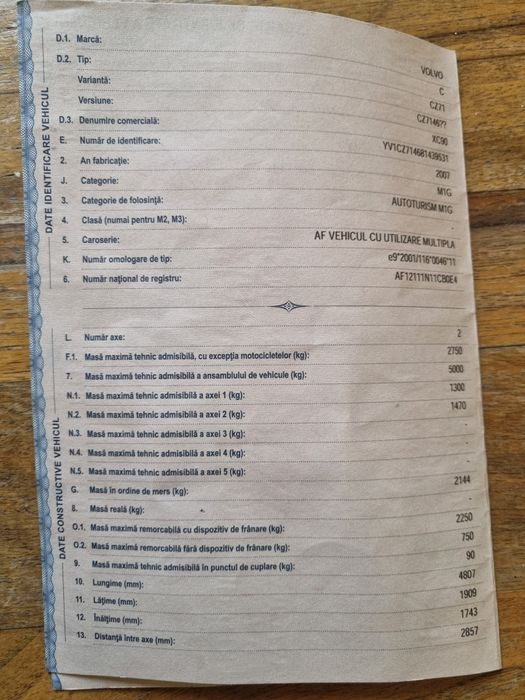 DATE IDENTIFICARE VEHICUL
D.1. Marcă: VOLVO
D.2. Tip: C
Variantă: CZ71
Versiune: CZ7146??
D.3. Denumire comercială: XC90
E. Număr de identificare: YV1CZ714681439531
2. An fabricație: 2007
J. Categorie: M1G
3. Categorie de folosință: AUTOTURISM M1G
4. Clasă (numai pentru M2, M3): -
5. Caroserie: AF VEHICUL CU UTILIZARE MULTIPLA
K. Număr omologare de tip: e9*2001/116*0046*11
6. Număr național de registru: AF12111N11CB0E4
DATE CONSTRUCTIVE VEHICUL
L. Număr axe: 2
F.1. Masă maximă tehnic admisibilă, cu excepția motocicletelor (kg): 2750
7. Masă maximă tehnic admisibilă a ansamblului de vehicule (kg): 5000
N.1. Masă maximă tehnic admisibilă a axei 1 (kg): 1300
N.2. Masă maximă tehnic admisibilă a axei 2 (kg): 1470
N.3. Masă maximă tehnic admisibilă a axei 3 (kg): -
N.4. Masă maximă tehnic admisibilă a axei 4 (kg): -
N.5. Masă maximă tehnic admisibilă a axei 5 (kg): -
G. Masă în ordine de mers (kg): 2144
8. Masă reală (kg): -
O.1. Masă maximă remorcabilă cu dispozitiv de frânare (kg): 2250
O.2. Masă maximă remorcabilă fără dispozitiv de frânare (kg): 750
9. Masă maximă tehnic admisibilă în punctul de cuplare (kg): 90
10. Lungime (mm): 4807
11. Lățime (mm): 1909
12. Înălțime (mm): 1743
13. Distanță între axe (mm): 2857